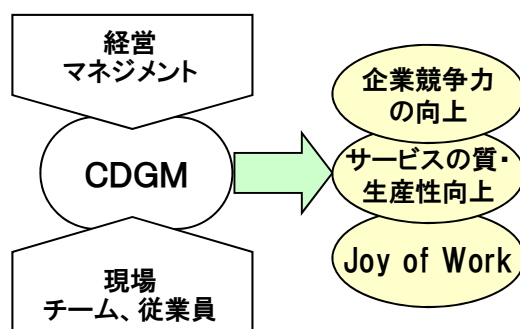 経営
マネジメント
CDGM
現場
チーム、従業員
企業競争力
の向上
サービスの質・
生産性向上
Joy of Work